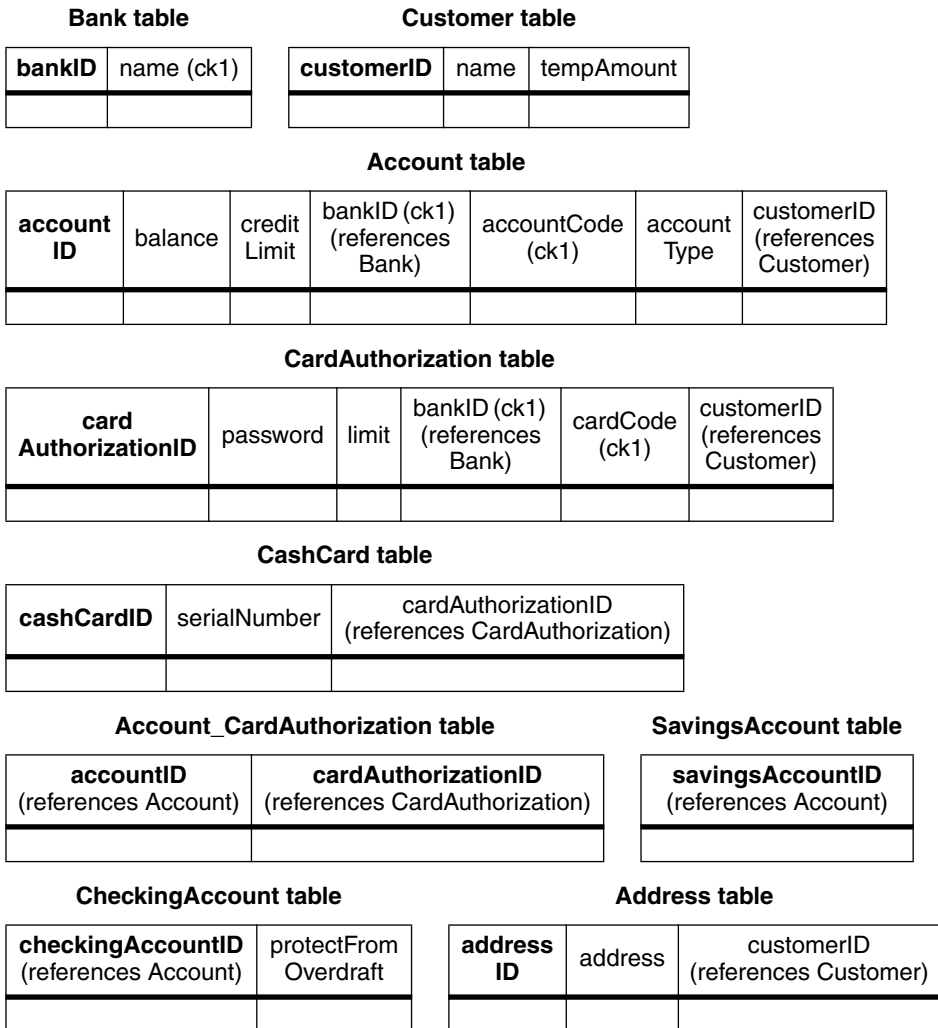 Bank table
Customer table
bankID
name (ck1)
customerID
name
tempAmount
Account table
account
ID
balance
credit
Limit
bankID (ck1)
(references
Bank)
accountCode
(ck1)
account
Type
customerID
(references
Customer)
CardAuthorization table
card
AuthorizationID
password
limit
bankID (ck1)
(references
Bank)
cardCode
(ck1)
customerID
(references
Customer)
CashCard table
cashCardID
serialNumber
cardAuthorizationID
(references CardAuthorization)
Account_CardAuthorization table
SavingsAccount table
accountID
(references Account)
cardAuthorizationID
(references CardAuthorization)
savingsAccountID
(references Account)
CheckingAccount table
Address table
checkingAccountID
(references Account)
protectFrom
Overdraft
address
ID
address
customerID
(references Customer)